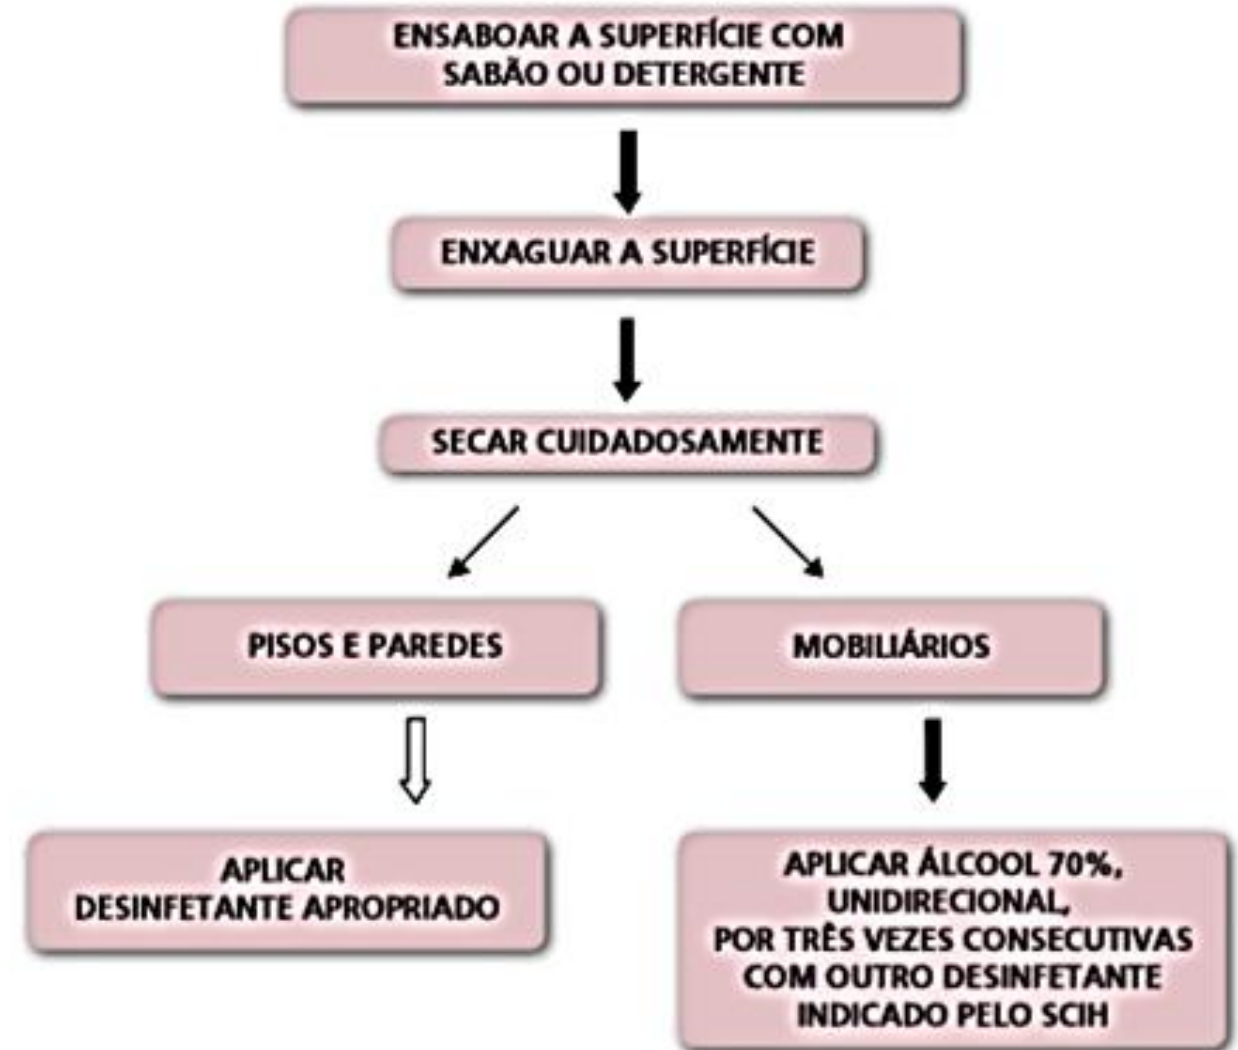 ENSABOAR A SUPERFÍCIE COM
SABÃO OU DETERGENTE
ENXAGUAR A SUPERFÍCIE
SECAR CUIDADOSAMENTE
PISOS E PAREDES
MOBILIÁRIOS
APLICAR
DESINFETANTE APROPRIADO
APLICAR ÁLCOOL 70%,
UNIDIRECIONAL,
POR TRÊS VEZES CONSECUTIVAS
COM OUTRO DESINFETANTE
INDICADO PELO SCIH